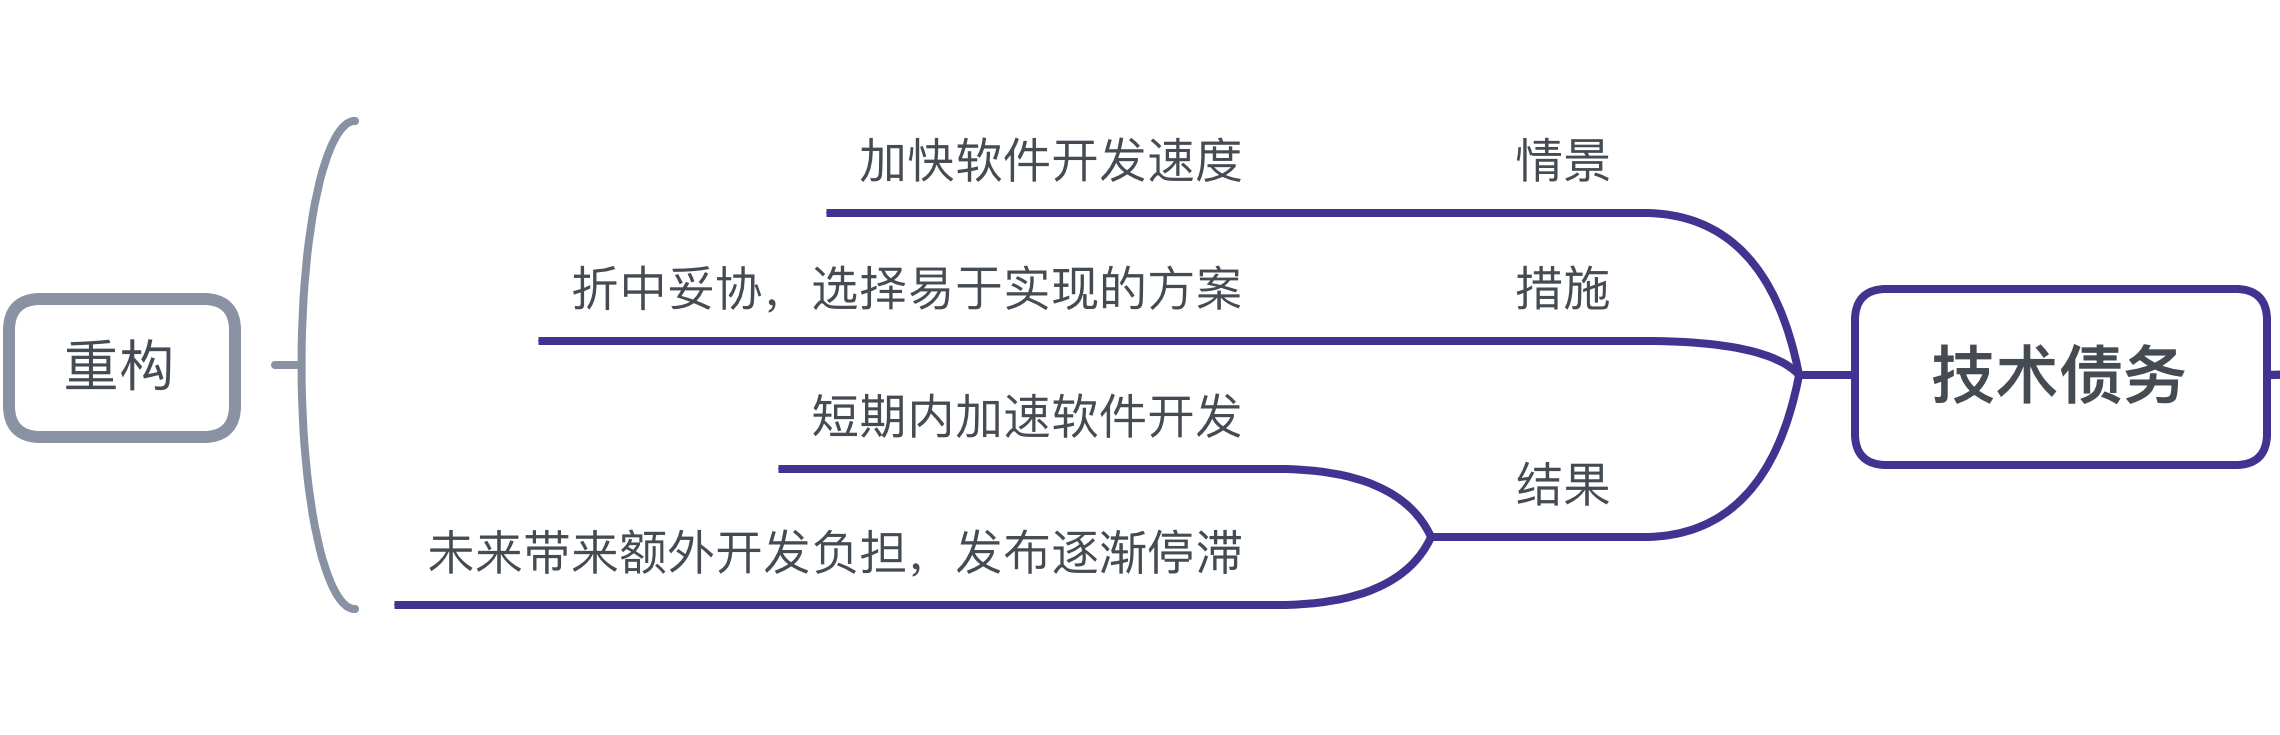 加快软件开发速度 情景
折中妥协，选择易于实现的方案 措施
重构
技术债务
短期内加速软件开发
结果
未来带来额外开发负担，发布逐渐停滞